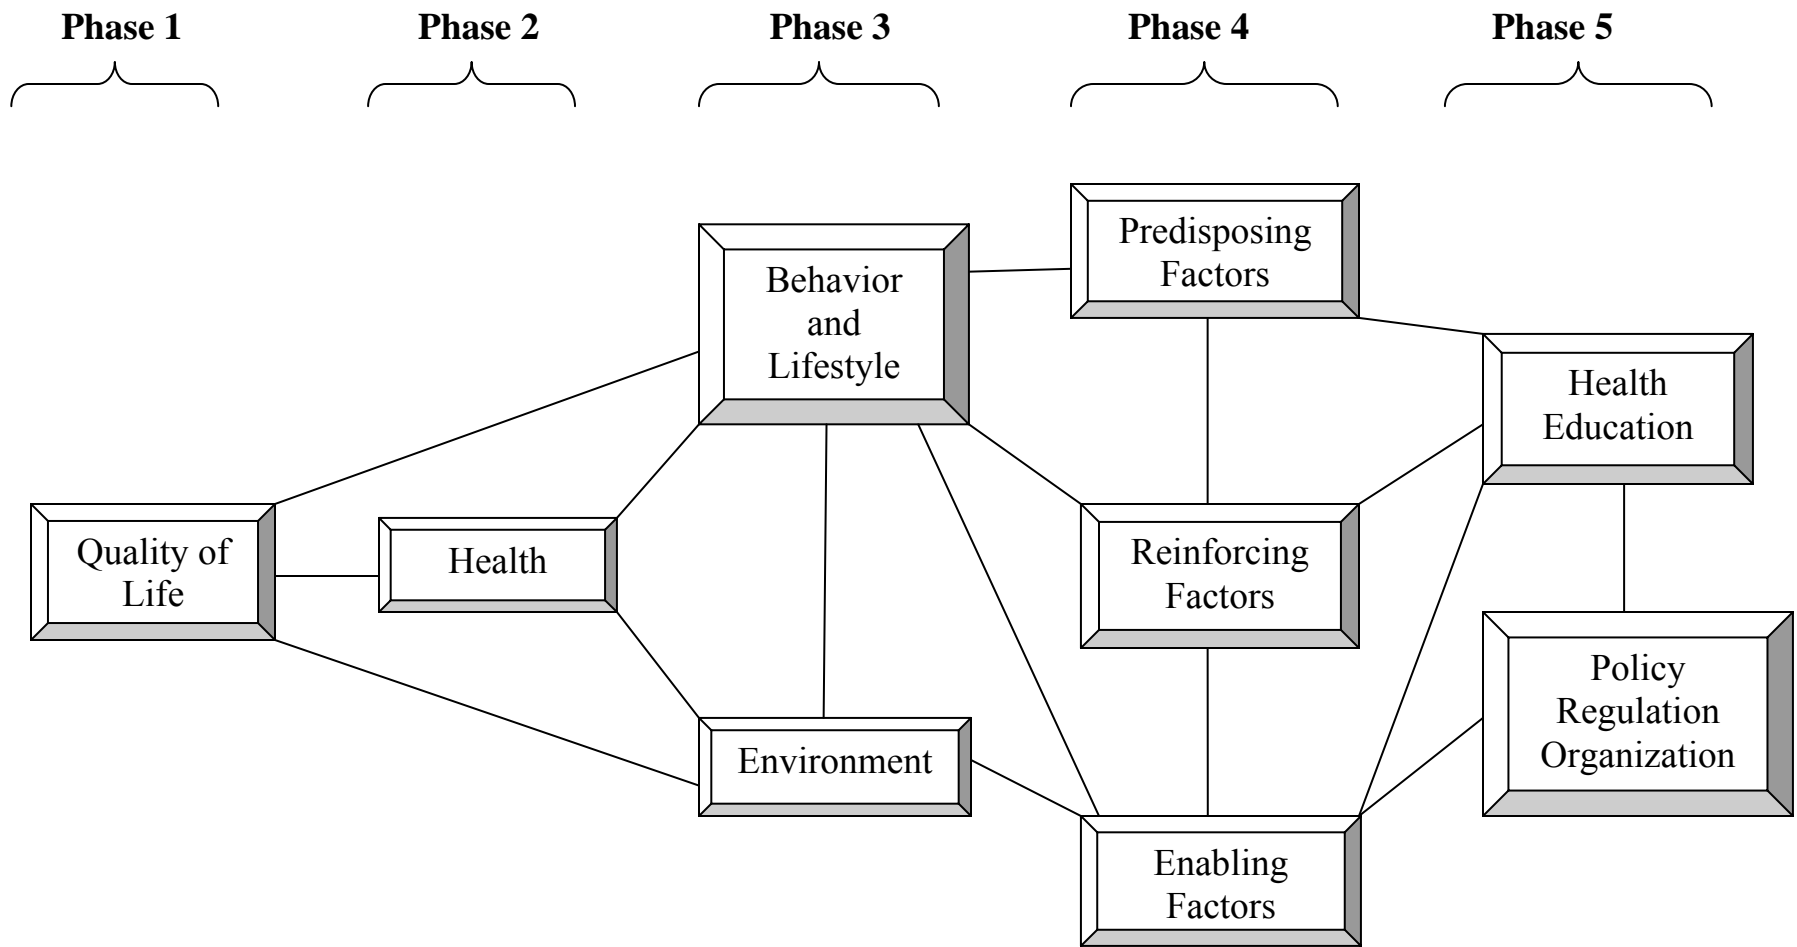 Phase 1
Phase 2
Phase 3
Phase 4
Phase 5
Quality of
Life
Health
Behavior
and
Lifestyle
Environment
Predisposing
Factors
Reinforcing
Factors
Enabling
Factors
Health
Education
Policy
Regulation
Organization